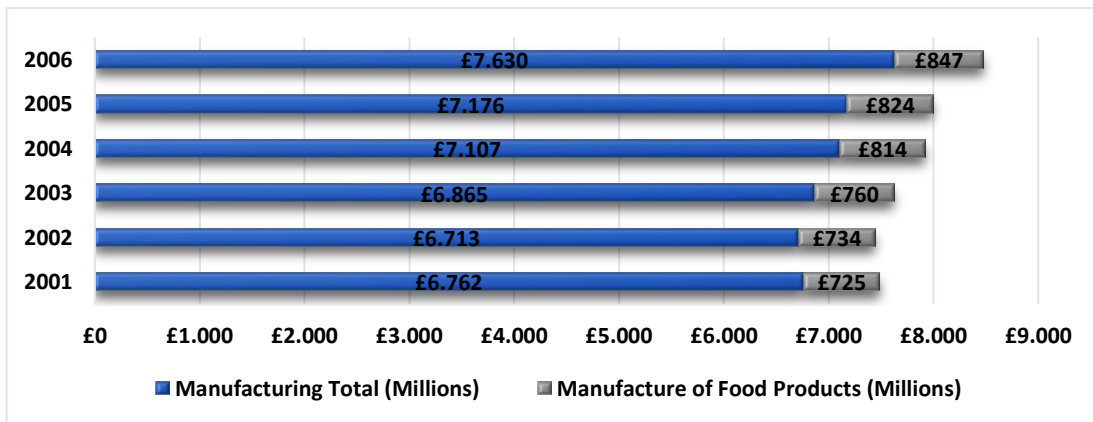 2006 £7.630 £847
2005 £7.176 £824
2004 £7.107 £814
2003 £6.865 £760
2002 £6.713 £734
2001 £6.762 £725
£0 £1.000 £2.000 £3.000 £4.000 £5.000 £6.000 £7.000 £8.000 £9.000
Manufacturing Total (Millions) Manufacture of Food Products (Millions)